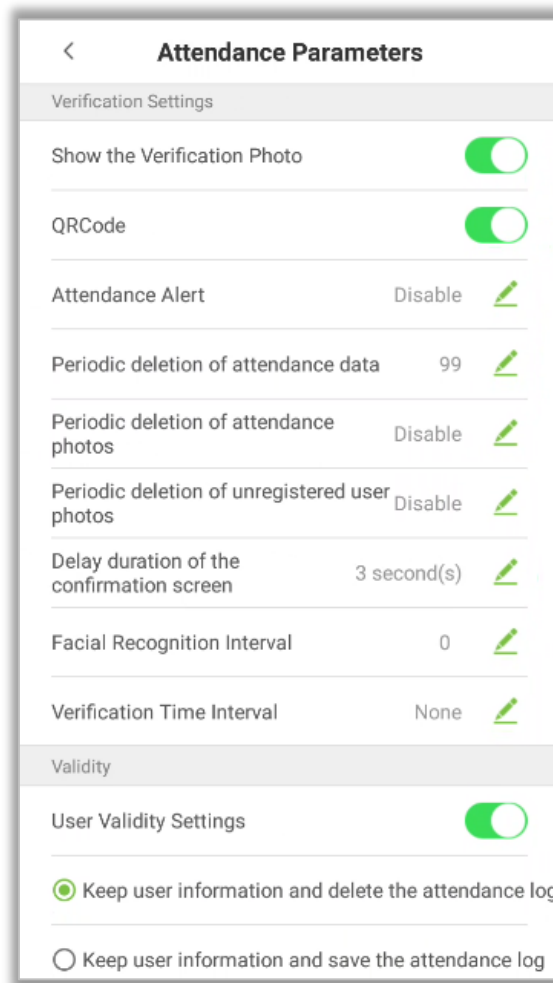 Attendance Parameters
Verification Settings
Show the Verification Photo
QRCode
Attendance Alert Disable
Periodic deletion of attendance data 99
Periodic deletion of attendance
photos Disable
Periodic deletion of unregistered user
photos Disable
Delay duration of the
confirmation screen 3 second(s)
Facial Recognition Interval 0
Verification Time Interval None
Validity
User Validity Settings
Keep user information and delete the attendance log
Keep user information and save the attendance log